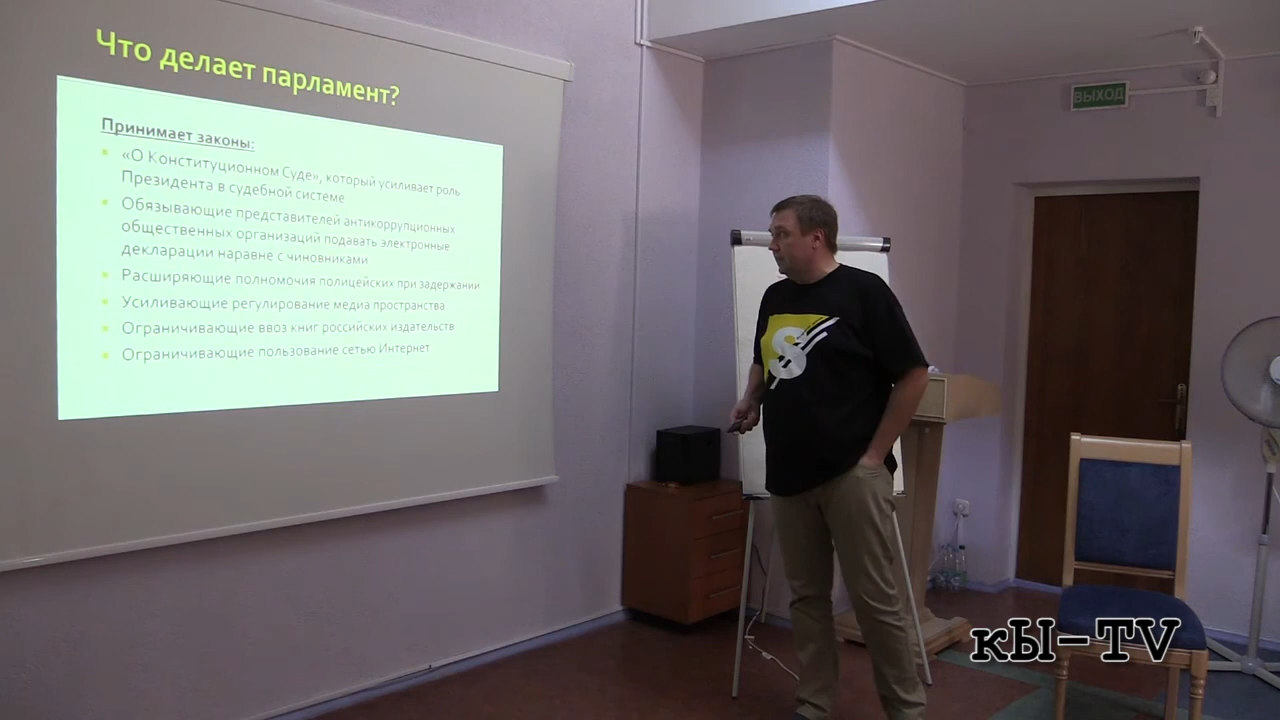 Что делает парламент?
Принимает законы:
«О Конституционном Суде», который усиливает роль
Президента в судебной системе
Обязывающие представителей антикоррупционных
общественных организаций подавать электронные
декларации наравне с чиновниками
Расширяющие полномочия полицейских при задержании
Усиливающие регулирование медиа пространства
Ограничивающие ввоз книг российских издательств
Ограничивающие пользование сетью Интернет
ВЫХОД
S
кЫ-TV